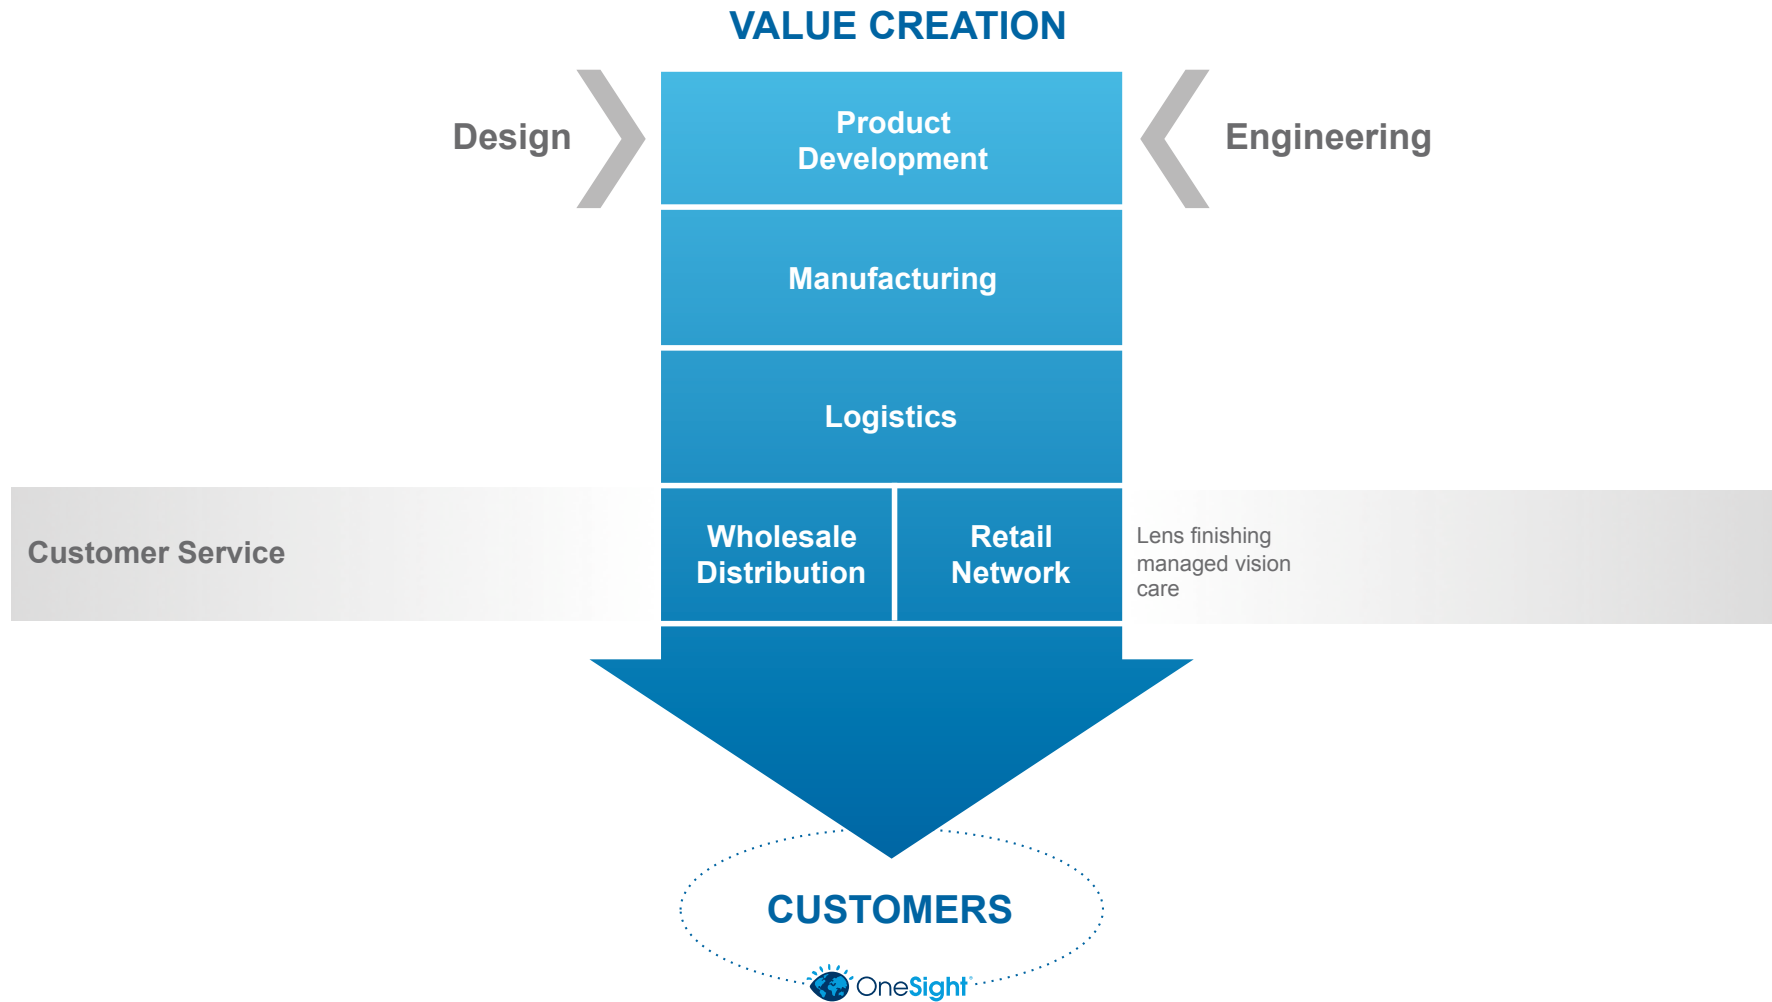 VALUE CREATION
Design
Product
Development
Engineering
Manufacturing
Logistics
Customer Service
Wholesale
Distribution
Retail
Network
Lens finishing
managed vision
care
CUSTOMERS
OneSight